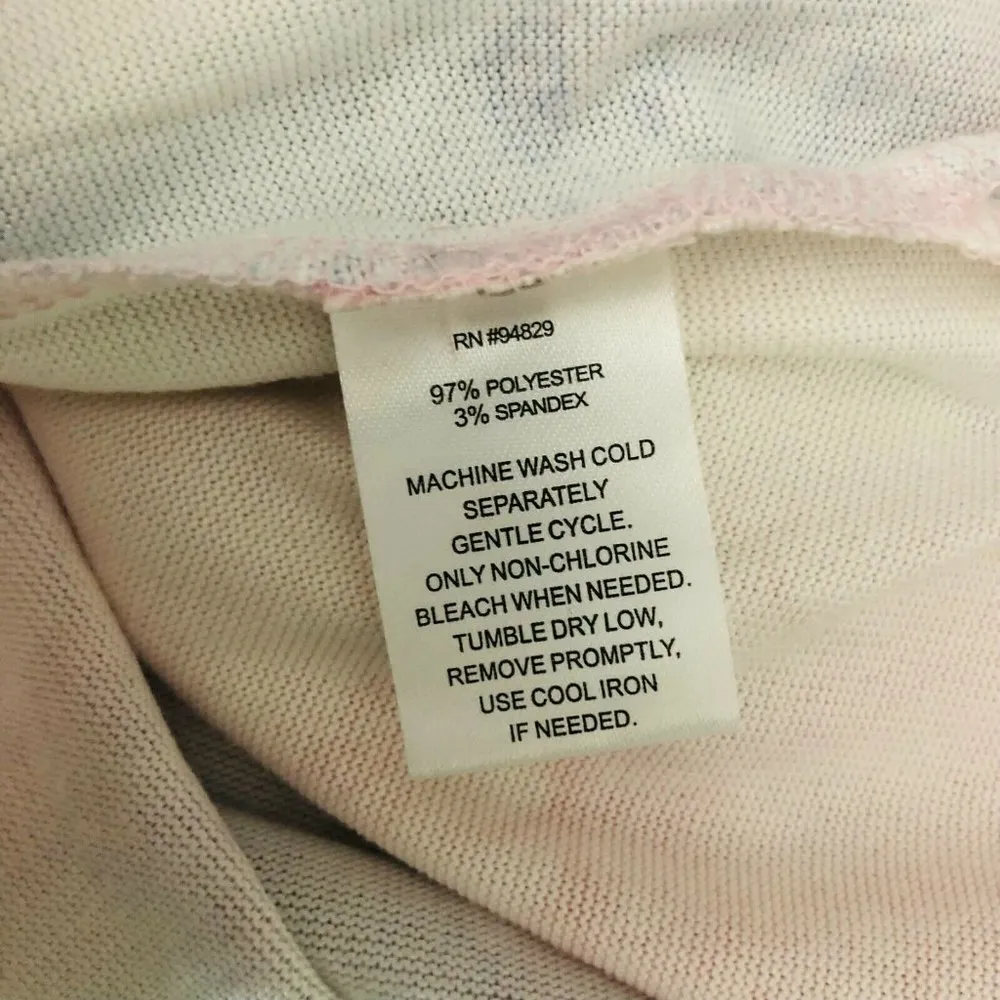 RN #94829
97% POLYESTER
3% SPANDEX
MACHINE WASH COLD
SEPARATELY
GENTLE CYCLE.
ONLY NON-CHLORINE
BLEACH WHEN NEEDED.
TUMBLE DRY LOW,
REMOVE PROMPTLY,
USE COOL IRON
IF NEEDED.